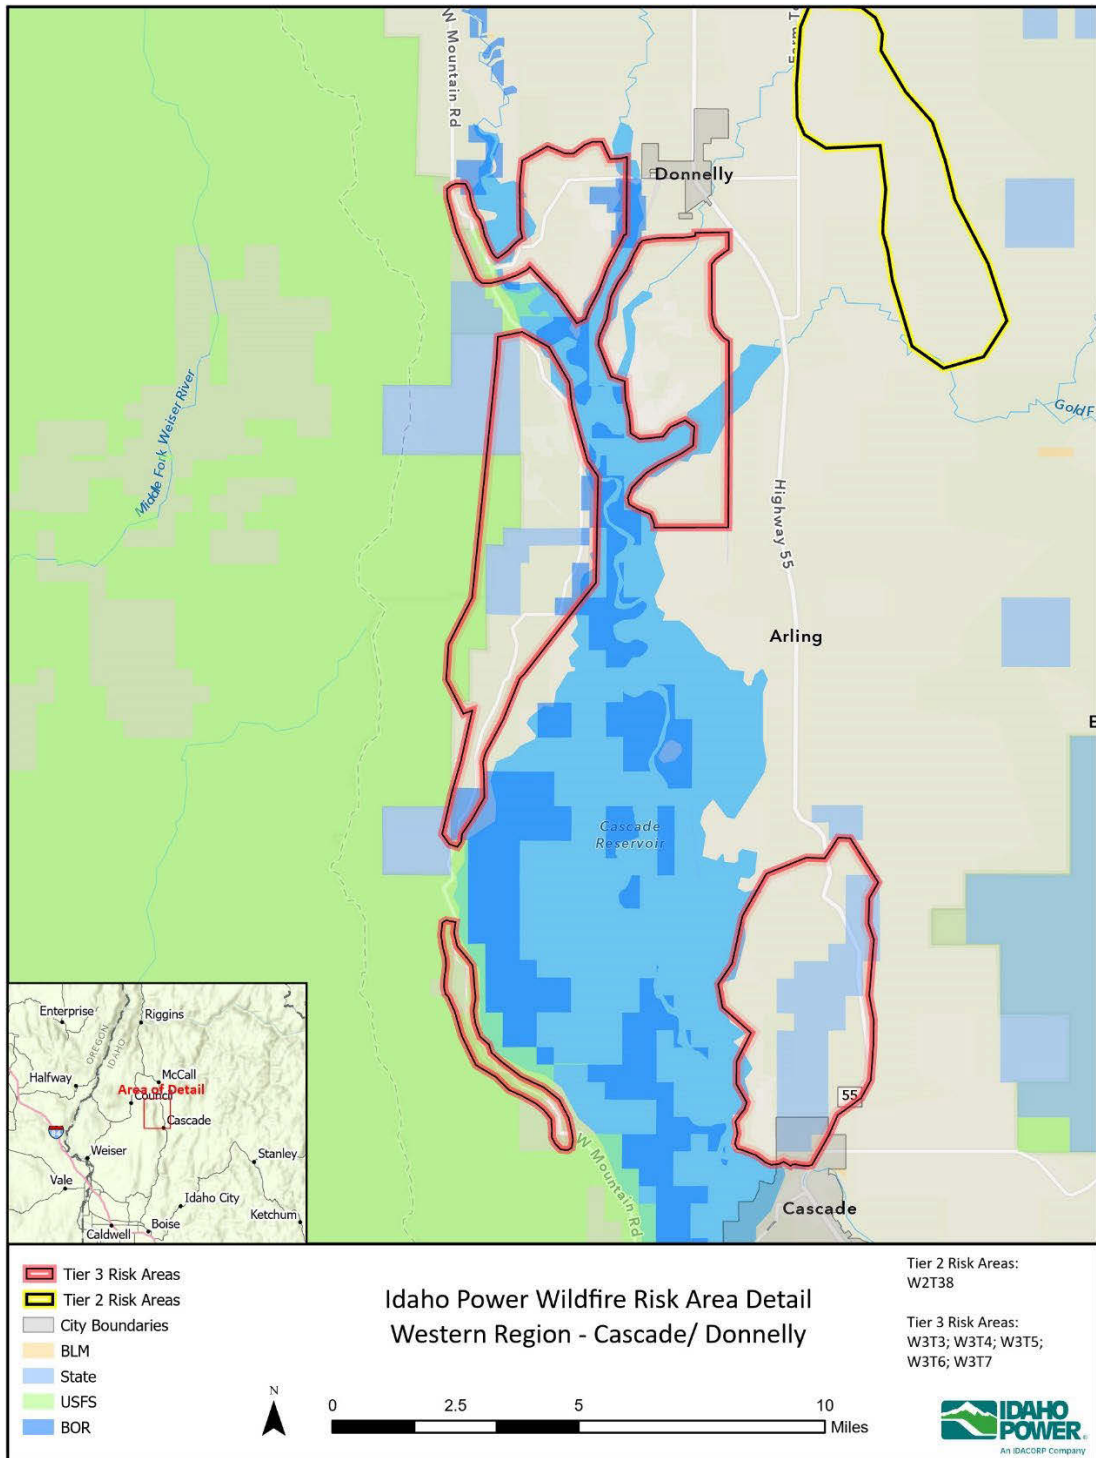 W Mountain Rd
Donnelly
Middle Fork Weiser River
Gold F
Highway 55
Arling
Cascade
Reservoir
55
W Mountain Rd
Cascade
Enterprise
Riggins
OREGON
IDAHO
Halfway
McCall
Area of Detail
Council
Cascade
Weiser
Stanley
Vale
Idaho City
Ketchum
Caldwell
Boise
Tier 3 Risk Areas
Tier 2 Risk Areas
City Boundaries
BLM
State
USFS
BOR
Idaho Power Wildfire Risk Area Detail
Western Region - Cascade/ Donnelly
N
0 2.5 5 10
Miles
Tier 2 Risk Areas:
W2T38
Tier 3 Risk Areas:
W3T3; W3T4; W3T5;
W3T6; W3T7
IDAHO
POWER®
An IDACORP Company